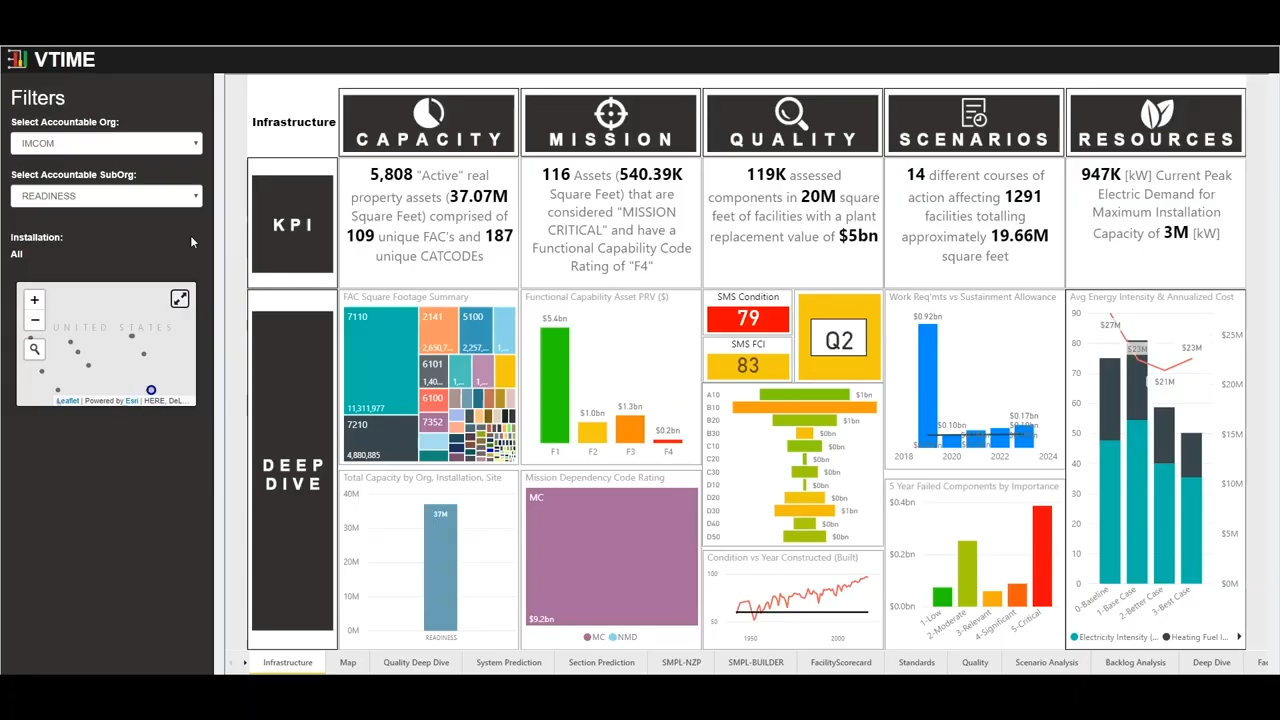 VTIME
Filters
Select Accountable Org:
IMCOM
Select Accountable SubOrg:
READINESS
Installation:
All
+
−
UNITED STATES
Leaflet | Powered by Esri | HERE, DeL...
Infrastructure
CAPACITY
MISSION
QUALITY
SCENARIOS
RESOURCES
KPI
5,808 "Active" real
property assets (37.07M
Square Feet) comprised of
109 unique FAC's and 187
unique CATCODEs
116 Assets (540.39K
Square Feet) that are
considered "MISSION
CRITICAL" and have a
Functional Capability Code
Rating of "F4"
119K assessed
components in 20M square
feet of facilities with a plant
replacement value of $5bn
14 different courses of
action affecting 1291
facilities totalling
approximately 19.66M
square feet
947K [kW] Current Peak
Electric Demand for
Maximum Installation
Capacity of 3M [kW]
DEEP
DIVE
FAC Square Footage Summary
7110
2141
5100
2,650,7...
2,257,...
1,...
6101
1,40...
1,...
1,...
6100
7352
11,311,977
7210
4,880,885
Total Capacity by Org, Installation, Site
40M
30M
20M
10M
0M
37M
READINESS
Functional Capability Asset PRV ($)
$5.4bn
$1.0bn
$1.3bn
$0.2bn
F1
F2
F3
F4
Mission Dependency Code Rating
MC
$9.2bn
MC
NMD
SMS Condition
79
SMS FCI
83
Q2
A10
$1bn
B10
B20
$1bn
B30
$0bn
C10
$0bn
C20
$0bn
C30
$0bn
D10
$0bn
D20
$0bn
D30
$1bn
D40
$0bn
D50
$0bn
Condition vs Year Constructed (Built)
100
50
1950
2000
Work Req'mts vs Sustainment Allowance
$0.92bn
$0.10bn
$0.17bn
2018
2020
2022
2024
5 Year Failed Components by Importance
$0.4bn
$0.2bn
$0.0bn
1-Low
2-Moderate
3-Relevant
4-Significant
5-Critical
Avg Energy Intensity & Annualized Cost
90
80
70
60
50
40
30
20
10
0
$27M
$23M
$21M
$23M
$25M
$20M
$15M
$10M
$5M
$0M
0-Baseline
1-Base Case
2-Better Case
3-Best Case
Electricity Intensity (...
Heating Fuel I...
Infrastructure
Map
Quality Deep Dive
System Prediction
Section Prediction
SMPL-NZP
SMPL-BUILDER
FacilityScorecard
Standards
Quality
Scenario Analysis
Backlog Analysis
Deep Dive